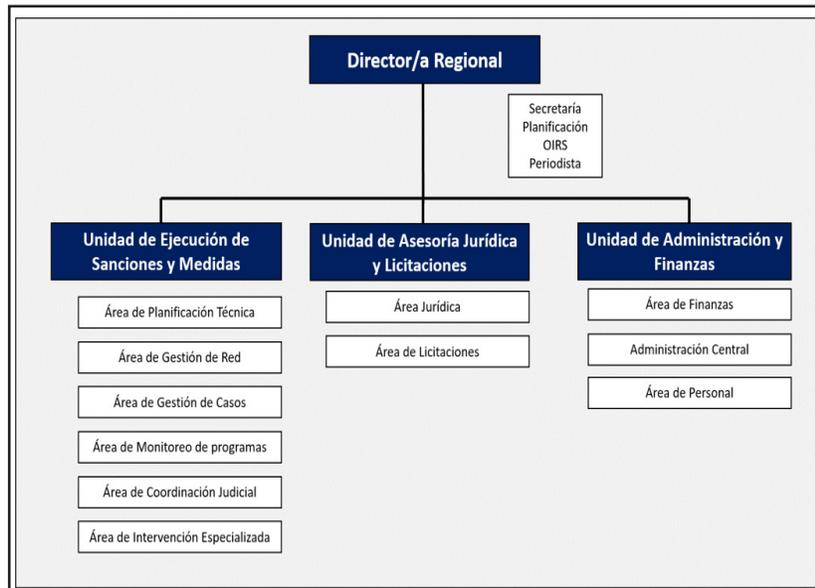 Director/a Regional
Secretaría
Planificación
OIRS
Periodista
Unidad de Ejecución de
Sanciones y Medidas
Área de Planificación Técnica
Área de Gestión de Red
Área de Gestión de Casos
Área de Monitoreo de programas
Área de Coordinación Judicial
Área de Intervención Especializada
Unidad de Asesoría Jurídica
y Licitaciones
Área Jurídica
Área de Licitaciones
Unidad de Administración y
Finanzas
Área de Finanzas
Administración Central
Área de Personal